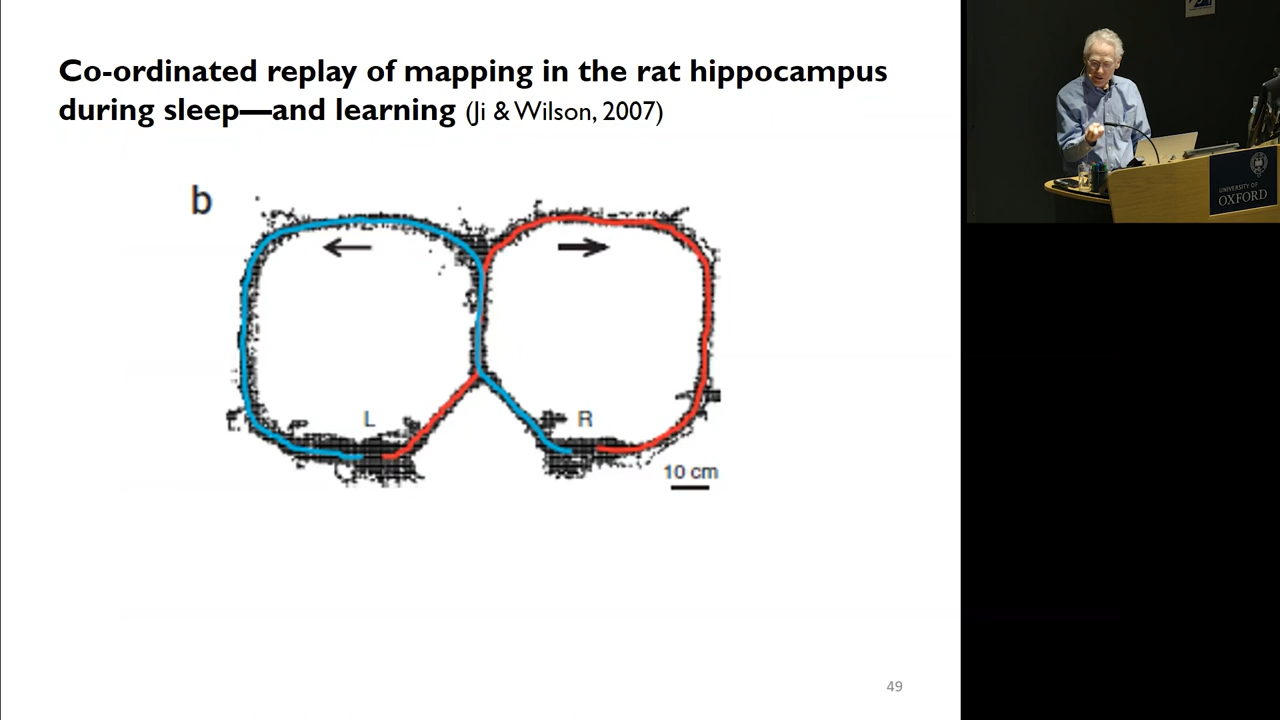 Co-ordinated replay of mapping in the rat hippocampus
during sleep—and learning (Ji & Wilson, 2007)
b
L
R
10 cm
49
UNIVERSITY OF
OXFORD